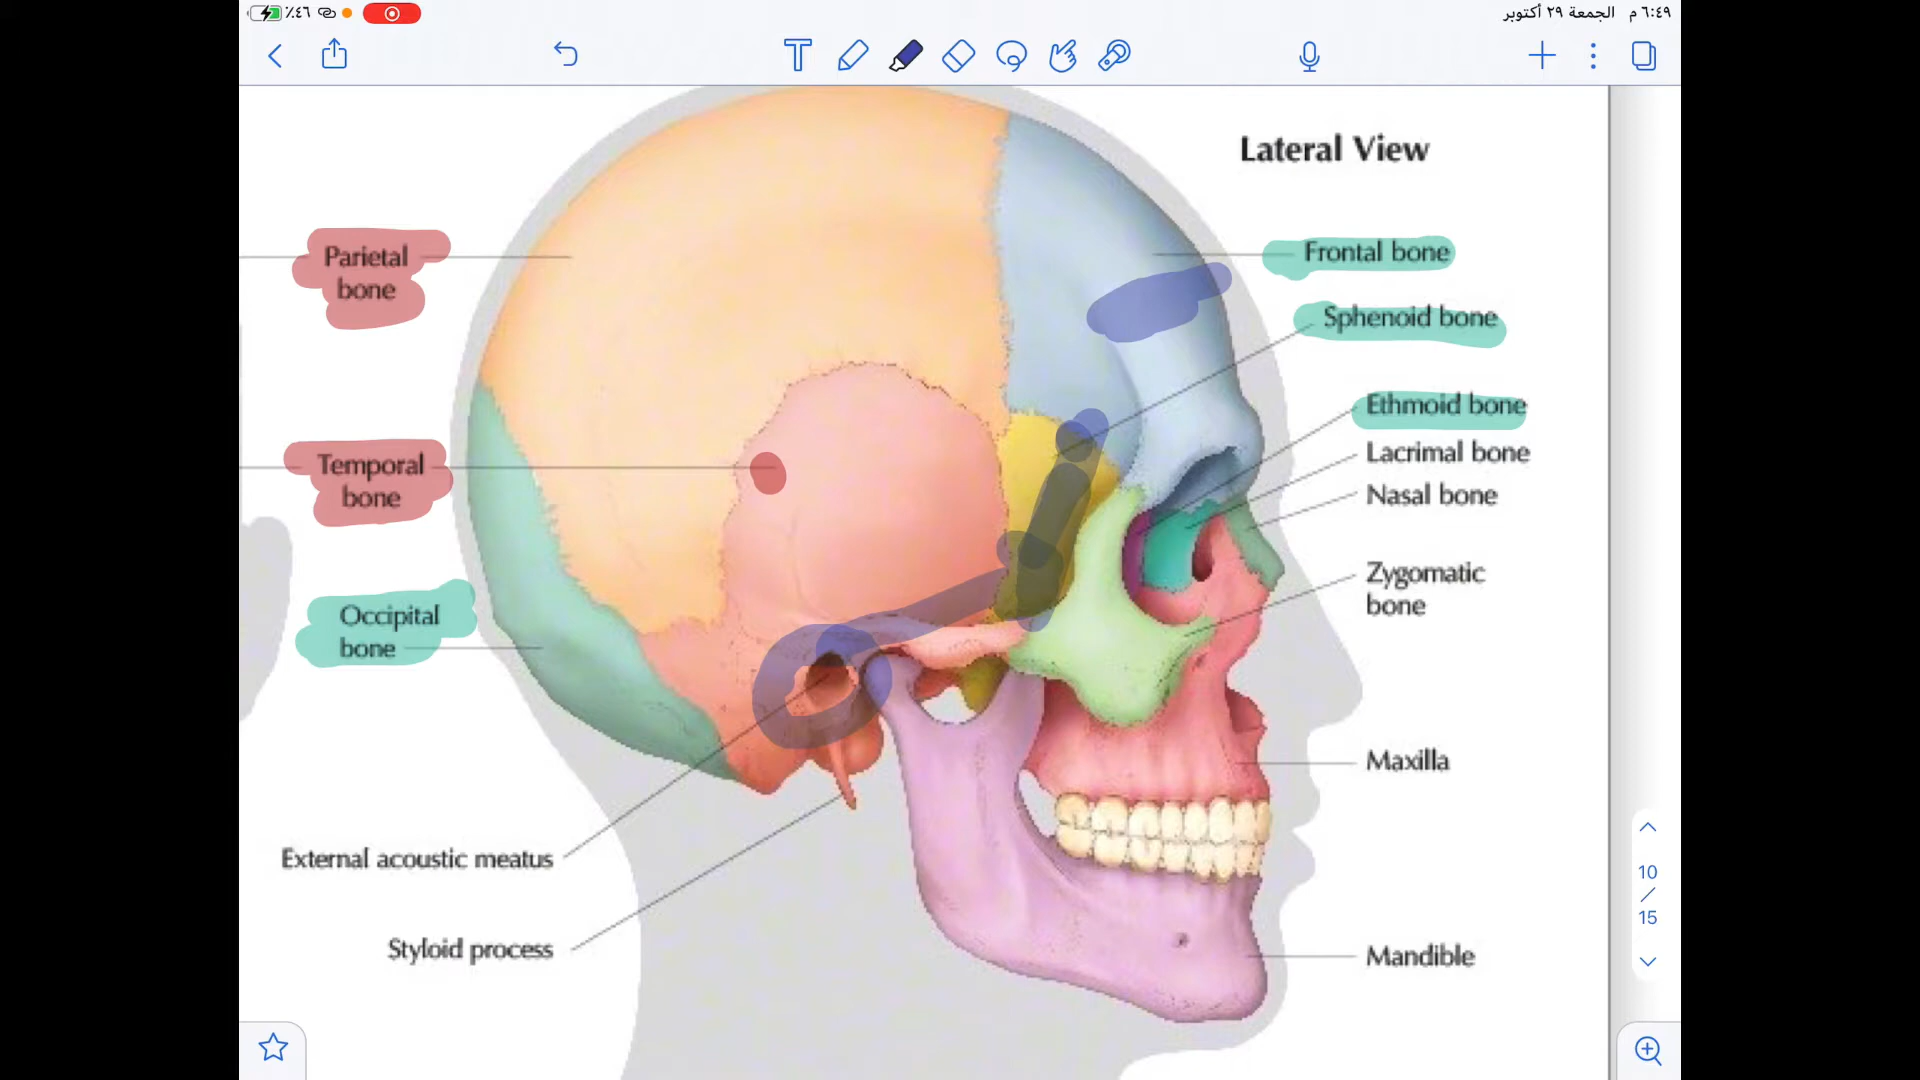 ٪٤٦
٦:٤٩ م الجمعة ٢٩ أكتوبر
T
Lateral View
Parietal
bone
Temporal
bone
Occipital
bone
External acoustic meatus
Styloid process
Frontal bone
Sphenoid bone
Ethmoid bone
Lacrimal bone
Nasal bone
Zygomatic
bone
Maxilla
Mandible
10
/
15